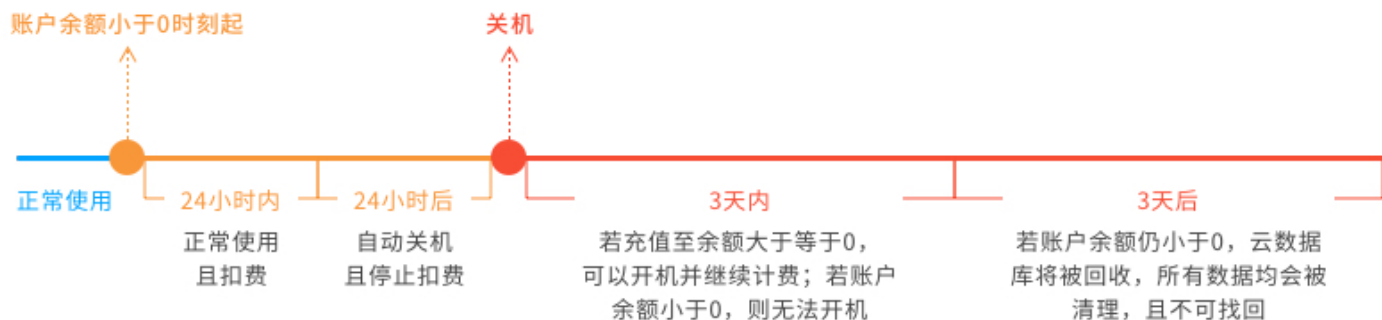 账户余额小于0时刻起
关机
正常使用
24小时内
24小时后
3天内
3天后
正常使用
且扣费
自动关机
且停止扣费
若充值至余额大于等于0，
可以开机并继续计费；若账户
余额小于0，则无法开机
若账户余额仍小于0，云数据
库将被回收，所有数据均会被
清理，且不可找回